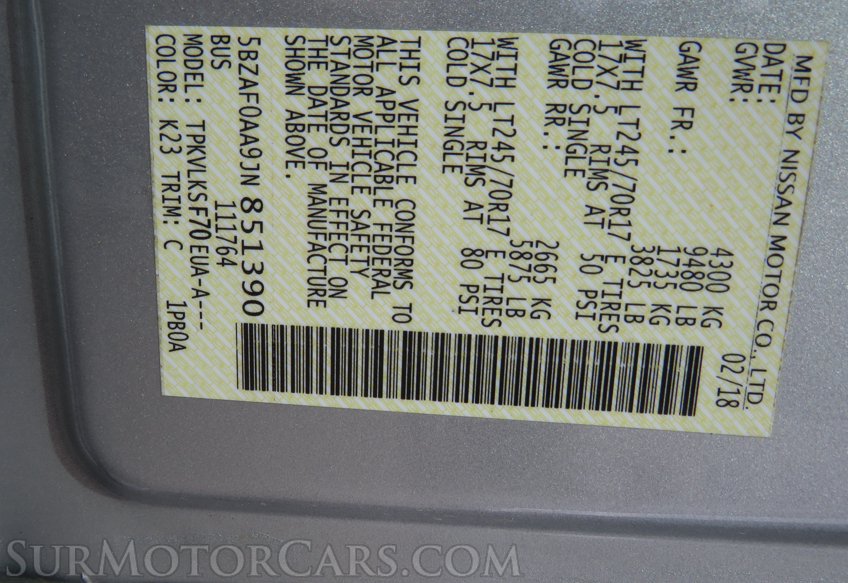 MFD BY NISSAN MOTOR CO., LTD.
DATE: 02/18
GVWR: 4300 KG
9480 LB
GAWR FR.: 1735 KG
3825 LB
WITH LT245/70R17 E TIRES
17X7.5 RIMS AT 50 PSI
COLD SINGLE
GAWR RR.: 2665 KG
5875 LB
WITH LT245/70R17 E TIRES
17X7.5 RIMS AT 80 PSI
COLD SINGLE
THIS VEHICLE CONFORMS TO
ALL APPLICABLE FEDERAL
MOTOR VEHICLE SAFETY
STANDARDS IN EFFECT ON
THE DATE OF MANUFACTURE
SHOWN ABOVE.
5BZAF0AA9JN851390
BUS 111764
MODEL: TPKVLKSF70EUA-A---
COLOR: K23 TRIM: C 1PB0A
SURMOTORCARS.COM